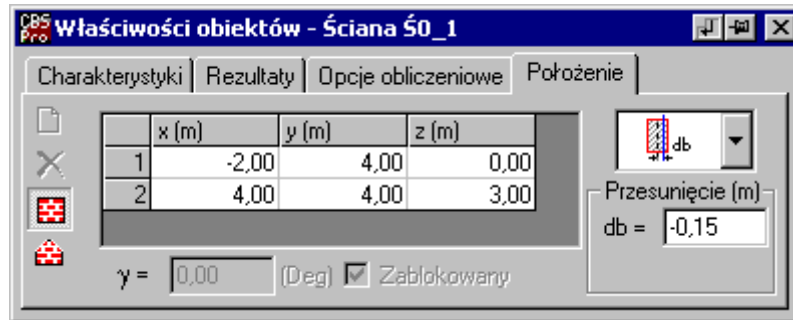 CBS Pro Właściwości obiektów - Ściana Ś0_1
Charakterystyki Rezultaty Opcje obliczeniowe Położenie
x (m) y (m) z (m)
1 -2,00 4,00 0,00
2 4,00 4,00 3,00
γ = 0,00 (Deg) Zablokowany
db
Przesunięcie (m)
db = -0,15